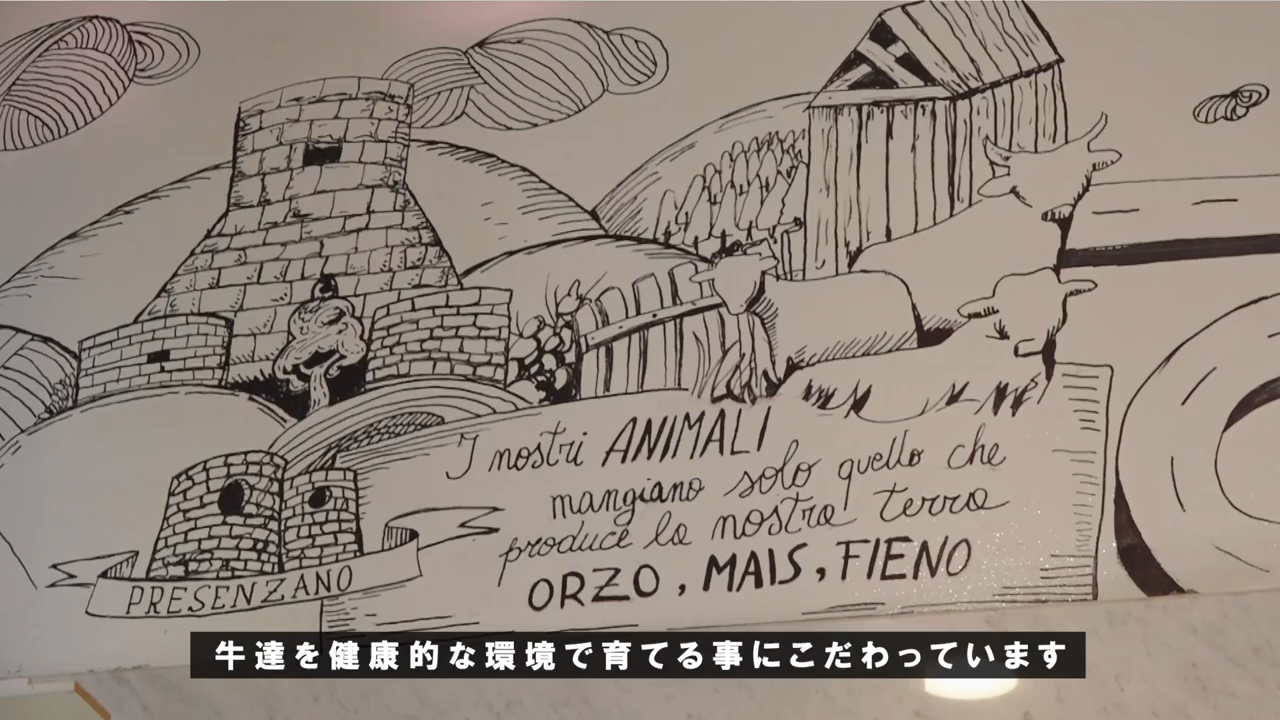 I nostri ANIMALI
mangiano solo quello che
produce la nostra terra
ORZO, MAIS, FIENO
PRESENZANO
牛達を健康的な環境で育てる事にこだわっています